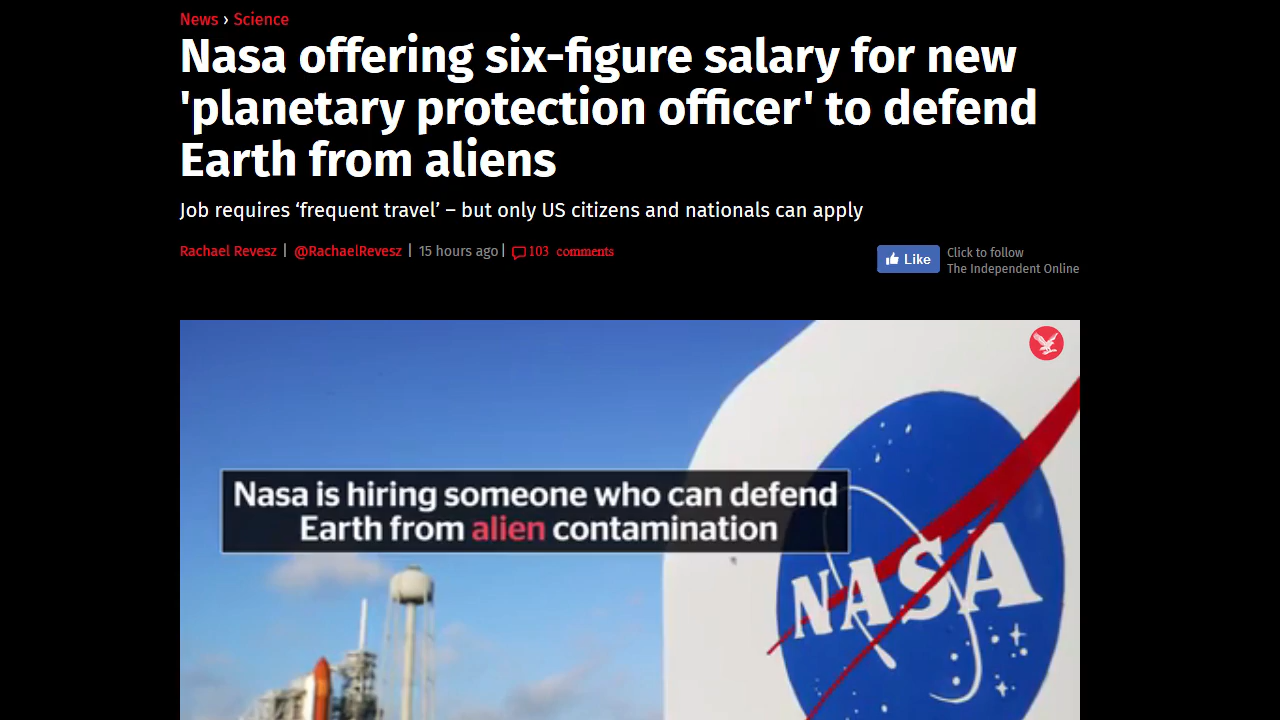 News › Science
Nasa offering six-figure salary for new
'planetary protection officer' to defend
Earth from aliens
Job requires ‘frequent travel’ – but only US citizens and nationals can apply
Rachael Revesz | @RachaelRevesz | 15 hours ago | 103 comments
Like
Click to follow
The Independent Online
Nasa is hiring someone who can defend
Earth from alien contamination
NASA